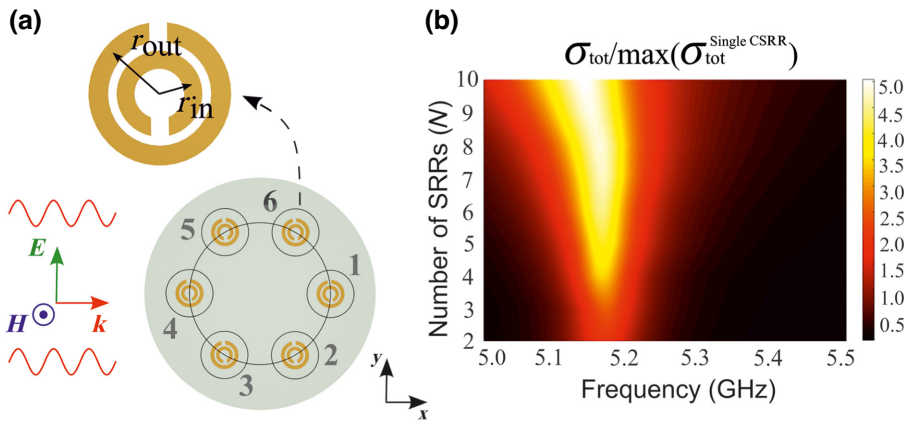 (a)
r_out
r_in
6
5
1
E
4
H
k
2
3
y
x
(b)
σ_tot/max(σ_tot^Single CSRR)
Number of SRRs (N)
10
9
8
7
6
5
4
3
2
5.0 5.1 5.2 5.3 5.4 5.5
Frequency (GHz)
5.0
4.5
4.0
3.5
3.0
2.5
2.0
1.5
1.0
0.5